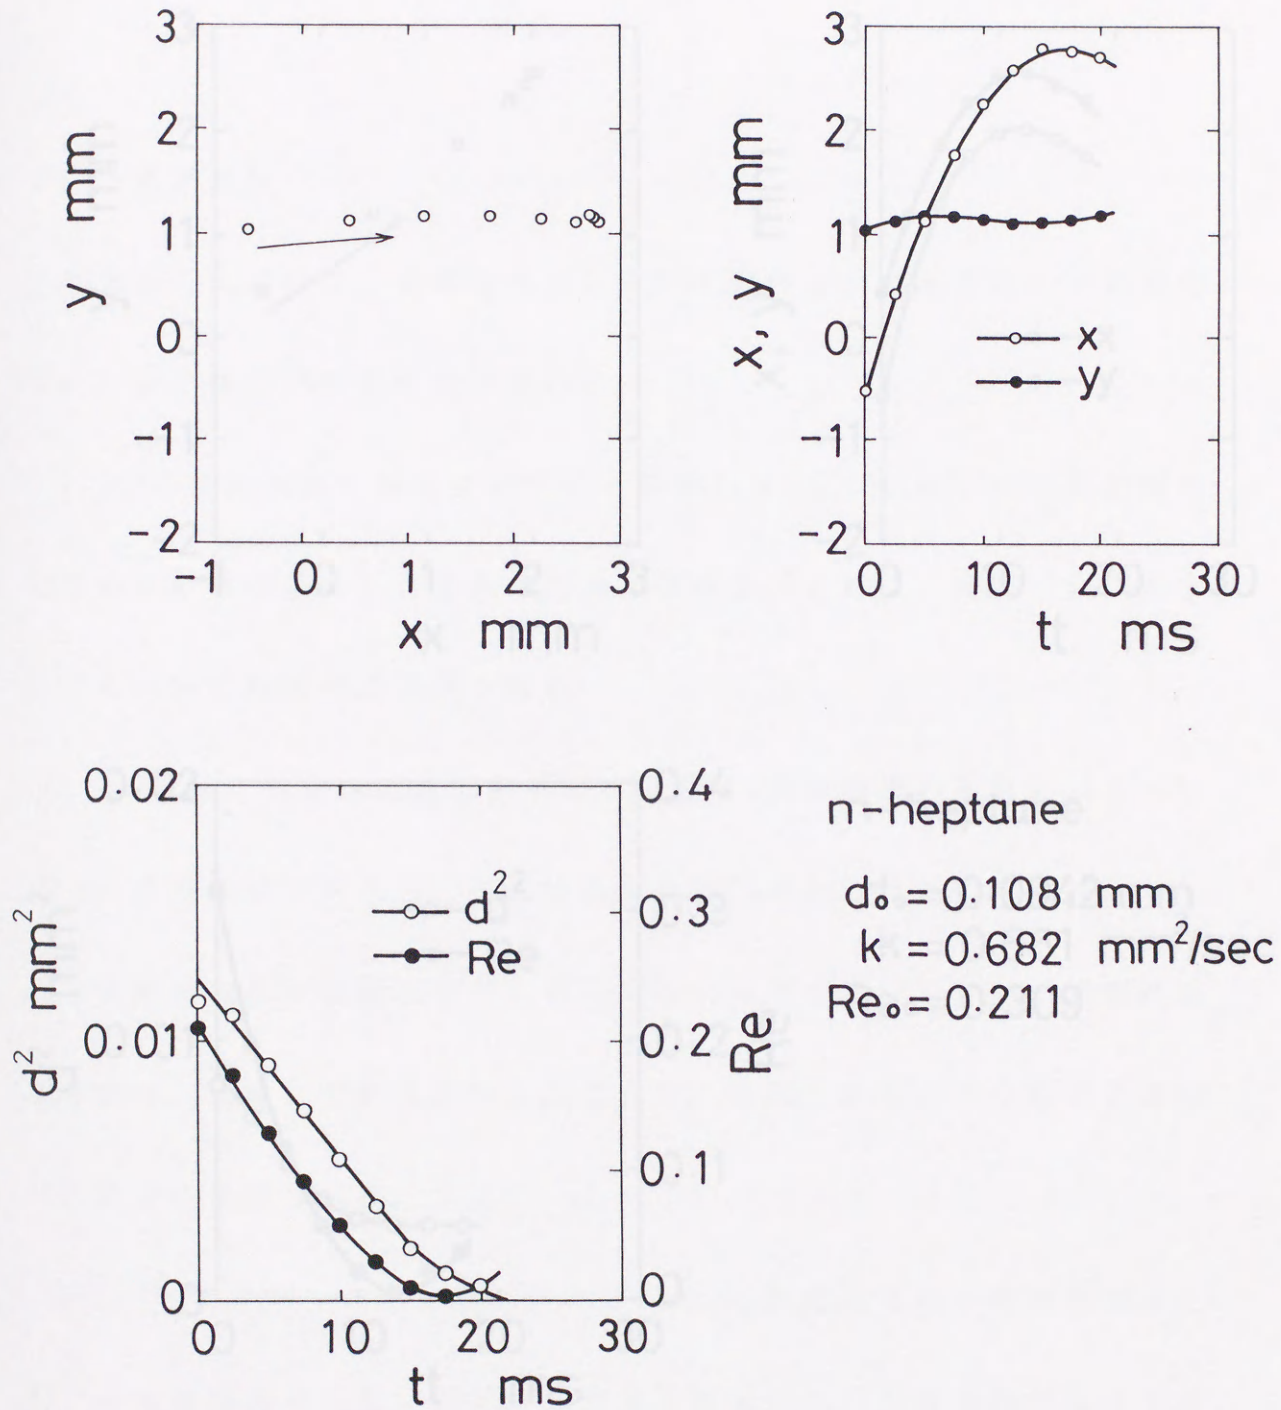 3
2
1
0
-1
-2
y mm
-1 0 1 2 3
x mm
3
2
1
0
-1
-2
x, y mm
x
y
0 10 20 30
t ms
0.02
0.01
0
d² mm²
d²
Re
0.4
0.3
0.2
0.1
0
Re
0 10 20 30
t ms
n-heptane
d₀ = 0.108 mm
k = 0.682 mm²/sec
Re₀ = 0.211